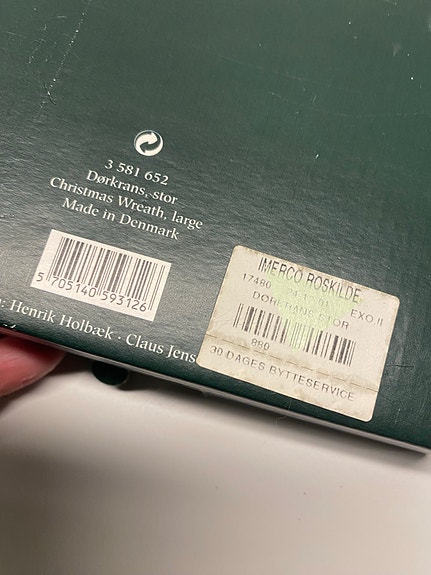 3 581 652
Dørkrans, stor
Christmas Wreath, large
Made in Denmark
5 705140 593126
: Henrik Holbæk · Claus Jens
IMERCO ROSKILDE
17480
EXO II
DØRKRANS STOR
880
30 DAGES BYTTESERVICE